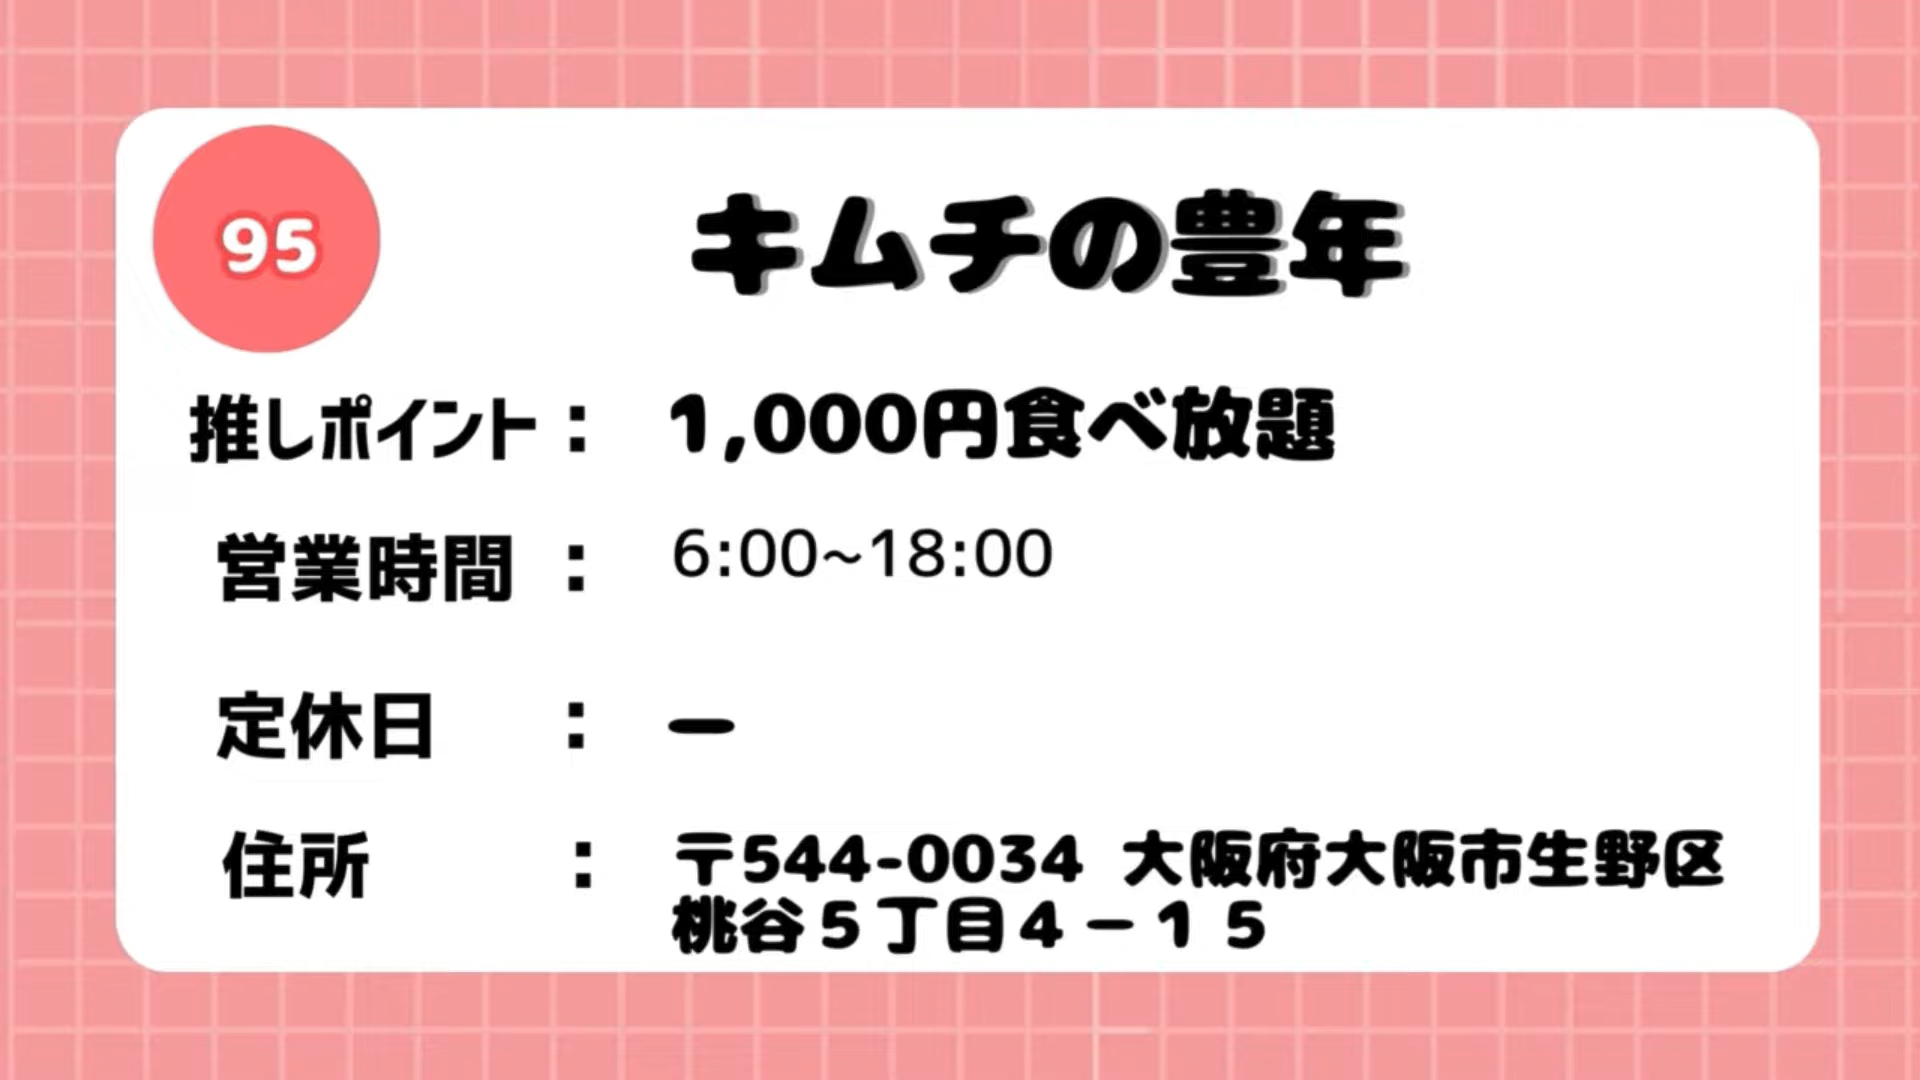 95
キムチの豊年
推しポイント : 1,000円食べ放題
営業時間 : 6:00~18:00
定休日 : ー
住所 : 〒544-0034 大阪府大阪市生野区
桃谷５丁目４－１５